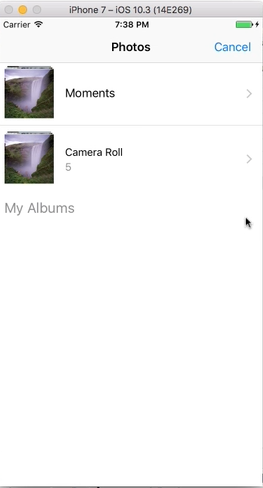 iPhone 7 – iOS 10.3 (14E269)
Carrier 7:38 PM
Photos Cancel
Moments
Camera Roll
5
My Albums